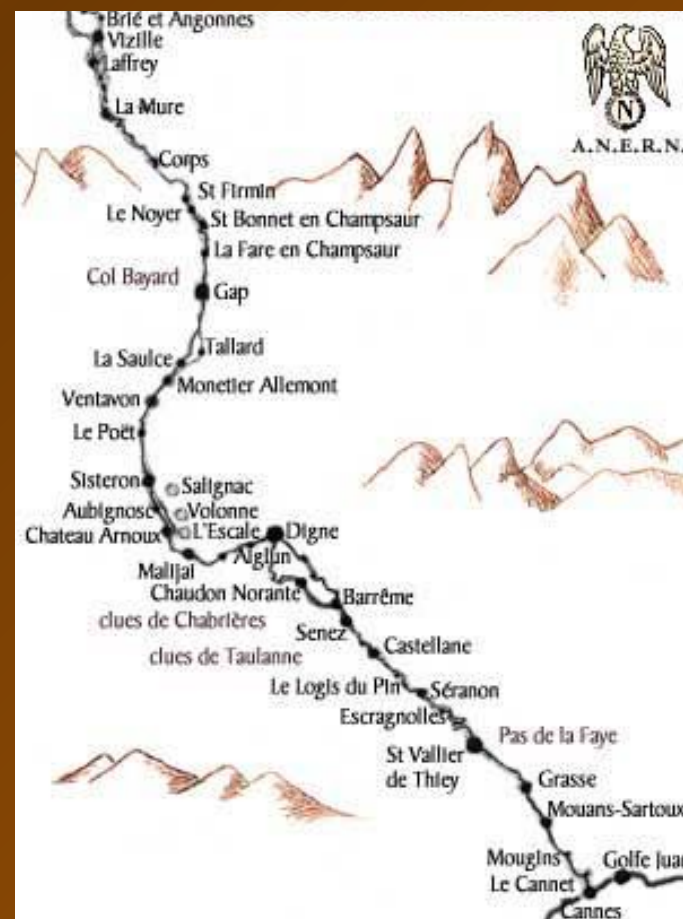 Brié et Angonnes
Vizille
Laffrey
N
A.N.E.R.N.
La Mure
Corps
St Firmin
Le Noyer
St Bonnet en Champsaur
La Fare en Champsaur
Col Bayard
Gap
Tallard
La Saulce
Monetier Allemont
Ventavon
Le Poët
Sisteron
Salignac
Aubignosc
Volonne
Chateau Arnoux
L'Escale
Digne
Aiglun
Malijai
Chaudon Norante
Barrême
clues de Chabrières
Senez
clues de Taulanne
Castellane
Le Logis du Pin
Séranon
Escragnolles
Pas de la Faye
St Vallier
de Thiey
Grasse
Mouans-Sartoux
Mougins
Golfe Juan
Le Cannet
Cannes